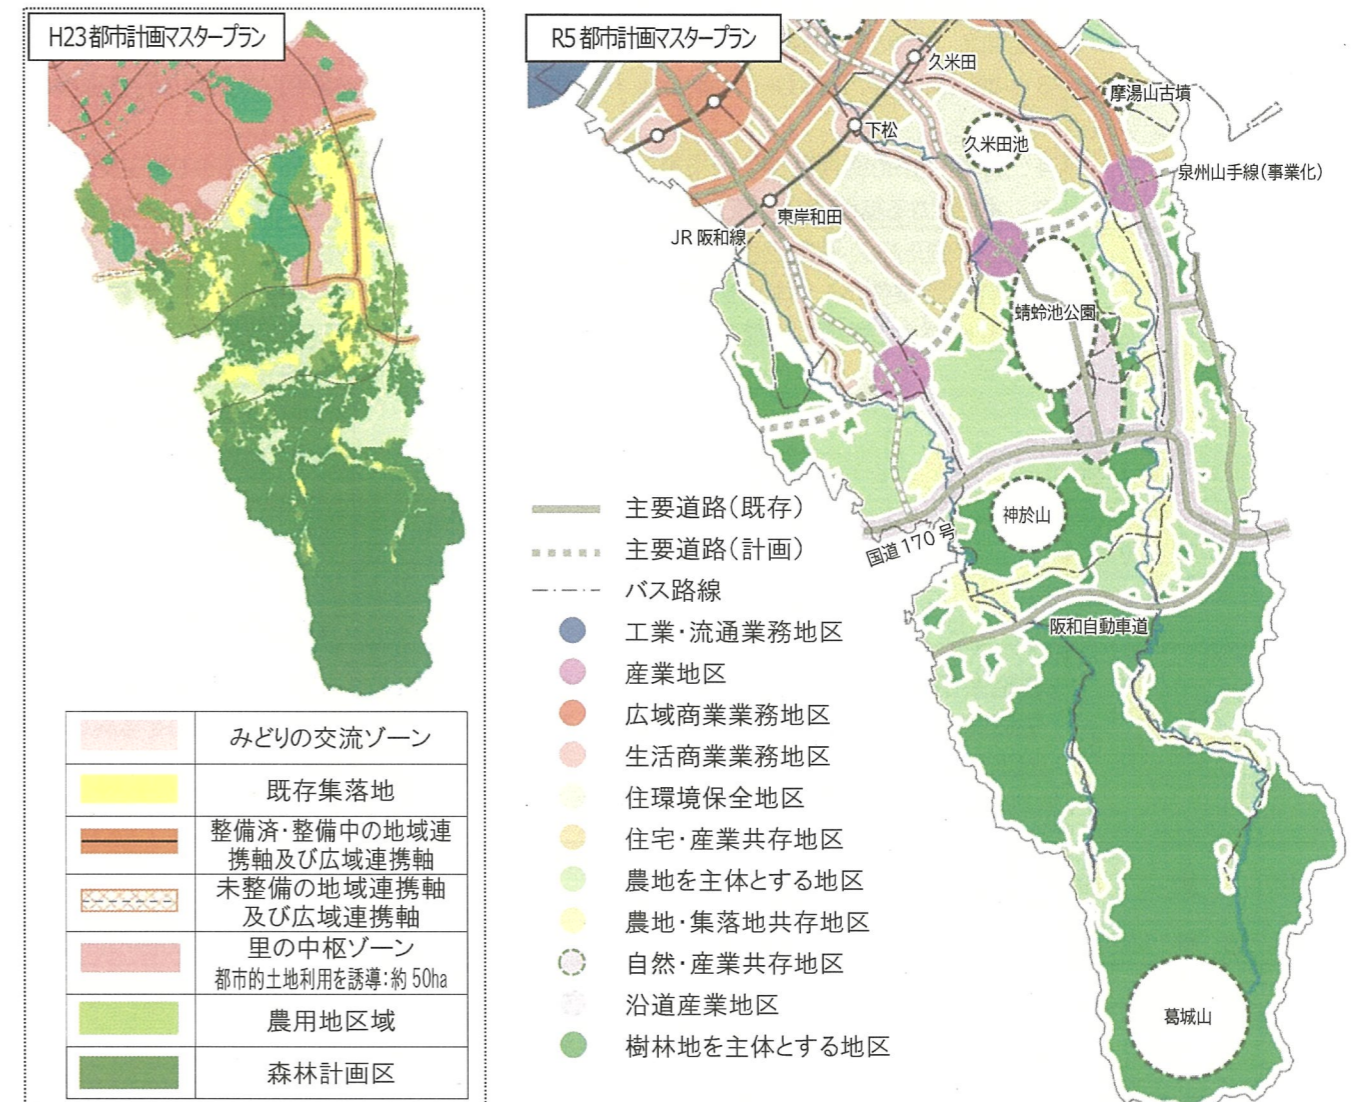 H23都市計画マスタープラン
みどりの交流ゾーン
既存集落地
整備済・整備中の地域連
携軸及び広域連携軸
未整備の地域連携軸
及び広域連携軸
里の中枢ゾーン
都市的土地利用を誘導：約50ha
農用地区域
森林計画区
R5都市計画マスタープラン
久米田
摩湯山古墳
下松
久米田池
泉州山手線（事業化）
東岸和田
JR阪和線
蜻蛉池公園
神於山
国道170号
阪和自動車道
葛城山
主要道路（既存）
主要道路（計画）
バス路線
工業・流通業務地区
産業地区
広域商業業務地区
生活商業業務地区
住環境保全地区
住宅・産業共存地区
農地を主体とする地区
農地・集落地共存地区
自然・産業共存地区
沿道産業地区
樹林地を主体とする地区